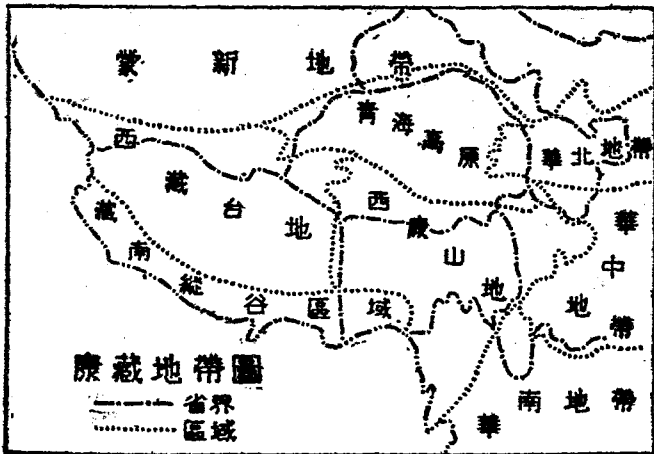 蒙新地帶
青海高原
華北地帶
西藏台地
西康山地
藏南縱谷區域
華中地帶
華南地帶
康藏地帶圖
省界
區域